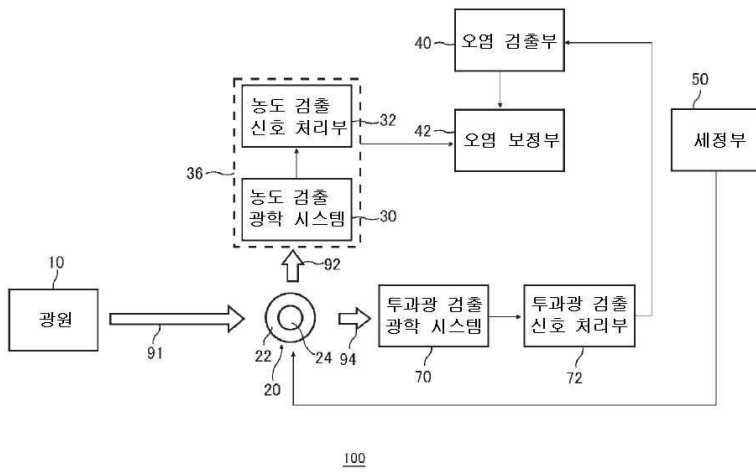 40
오염 검출부
50
세정부
농도 검출
신호 처리부
32
42
오염 보정부
36
농도 검출
광학 시스템
30
10
광원
92
91
22
24
20
94
투과광 검출
광학 시스템
70
투과광 검출
신호 처리부
72
100